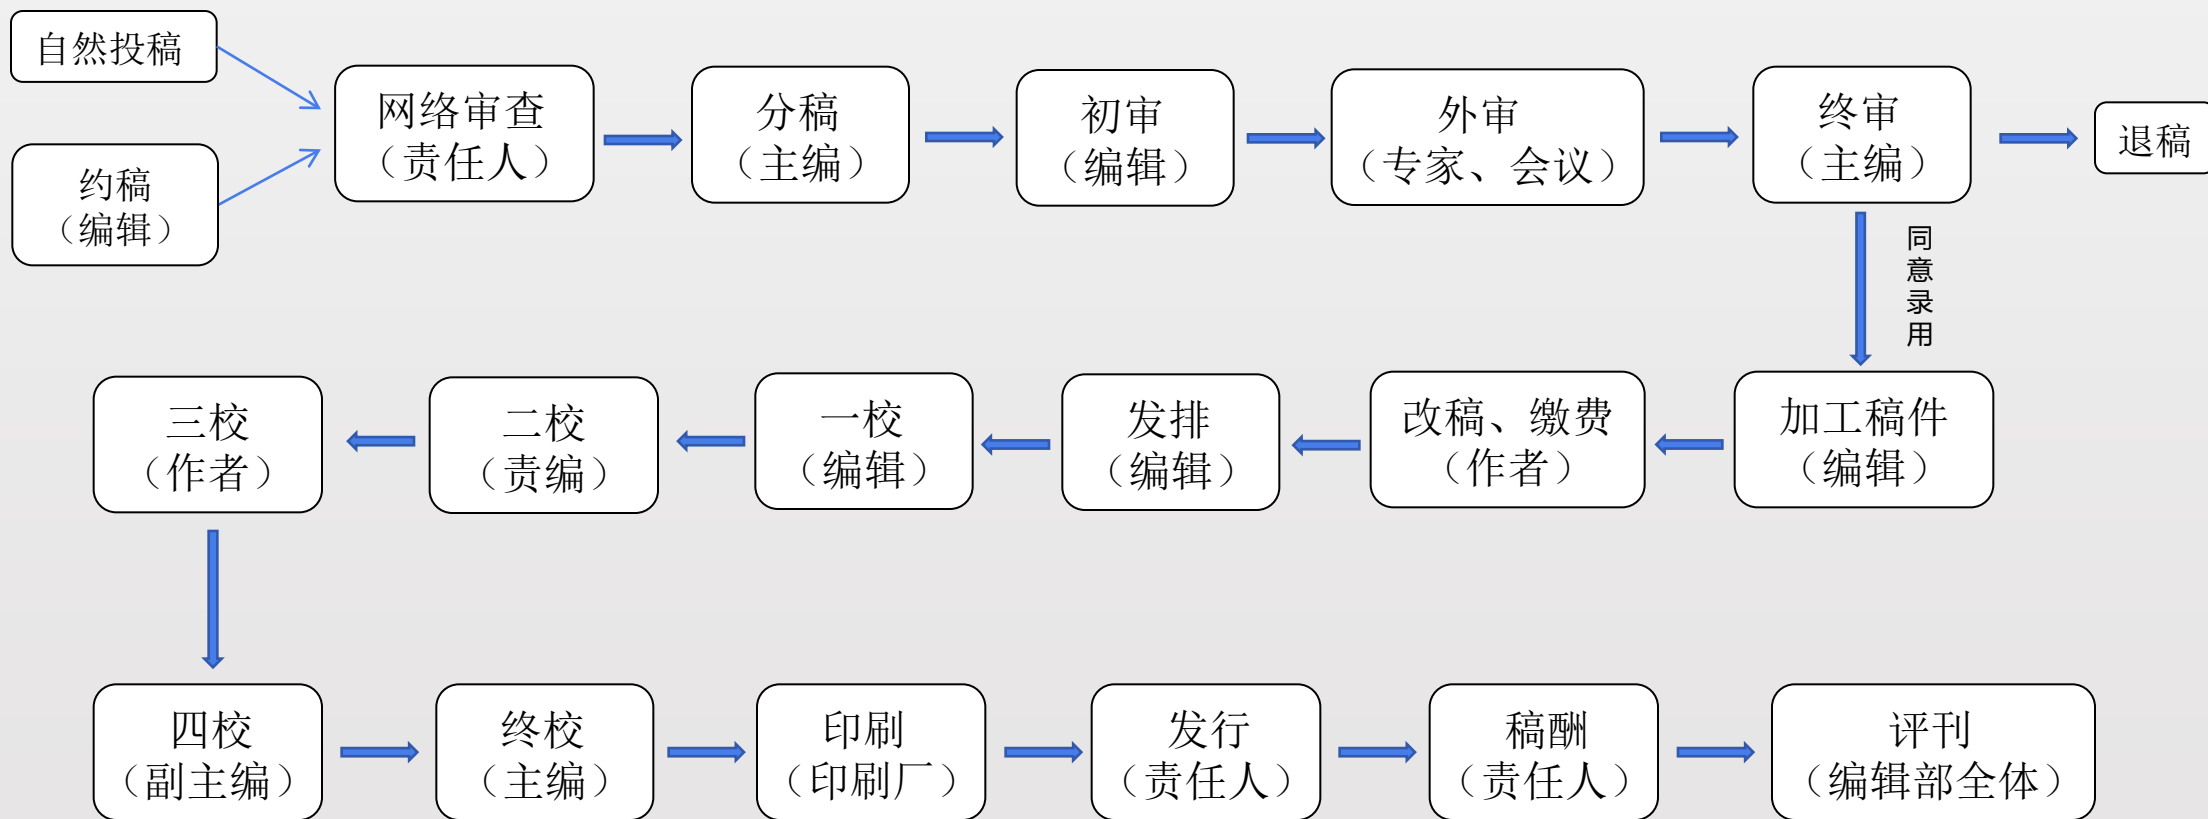 自然投稿
约稿
（编辑）
网络审查
（责任人）
分稿
（主编）
初审
（编辑）
外审
（专家、会议）
终审
（主编）
退稿
同意录用
加工稿件
（编辑）
改稿、缴费
（作者）
发排
（编辑）
一校
（编辑）
二校
（责编）
三校
（作者）
四校
（副主编）
终校
（主编）
印刷
（印刷厂）
发行
（责任人）
稿酬
（责任人）
评刊
（编辑部全体）